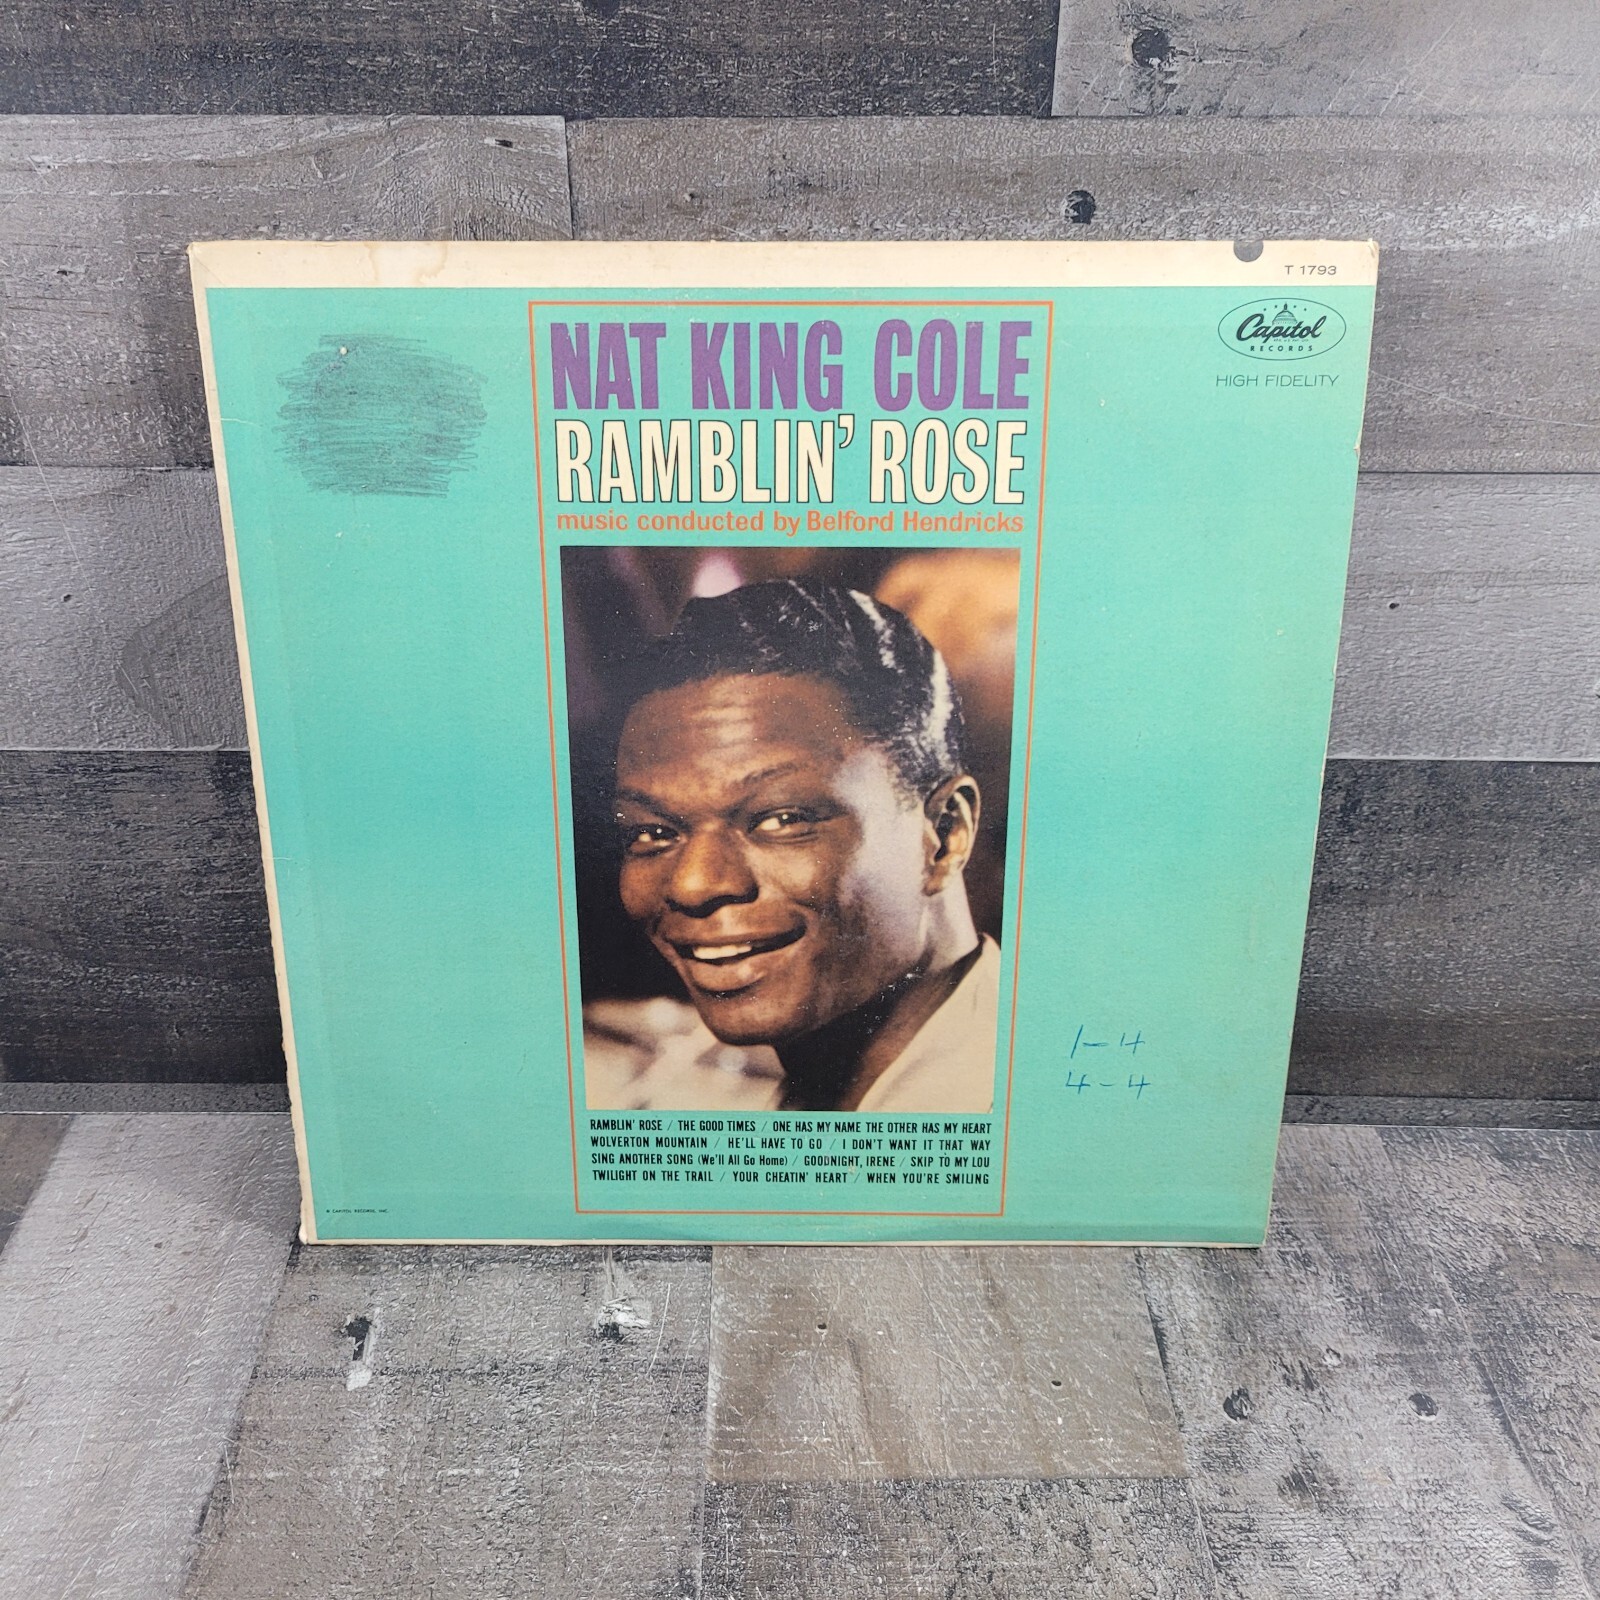 T 1793
Capitol
RECORDS
HIGH FIDELITY
NAT KING COLE
RAMBLIN' ROSE
music conducted by Belford Hendricks
1-4
4-4
RAMBLIN' ROSE / THE GOOD TIMES / ONE HAS MY NAME THE OTHER HAS MY HEART
WOLVERTON MOUNTAIN / HE'LL HAVE TO GO / I DON'T WANT IT THAT WAY
SING ANOTHER SONG (We'll All Go Home) / GOODNIGHT, IRENE / SKIP TO MY LOU
TWILIGHT ON THE TRAIL / YOUR CHEATIN' HEART / WHEN YOU'RE SMILING
CAPITOL RECORDS, INC.